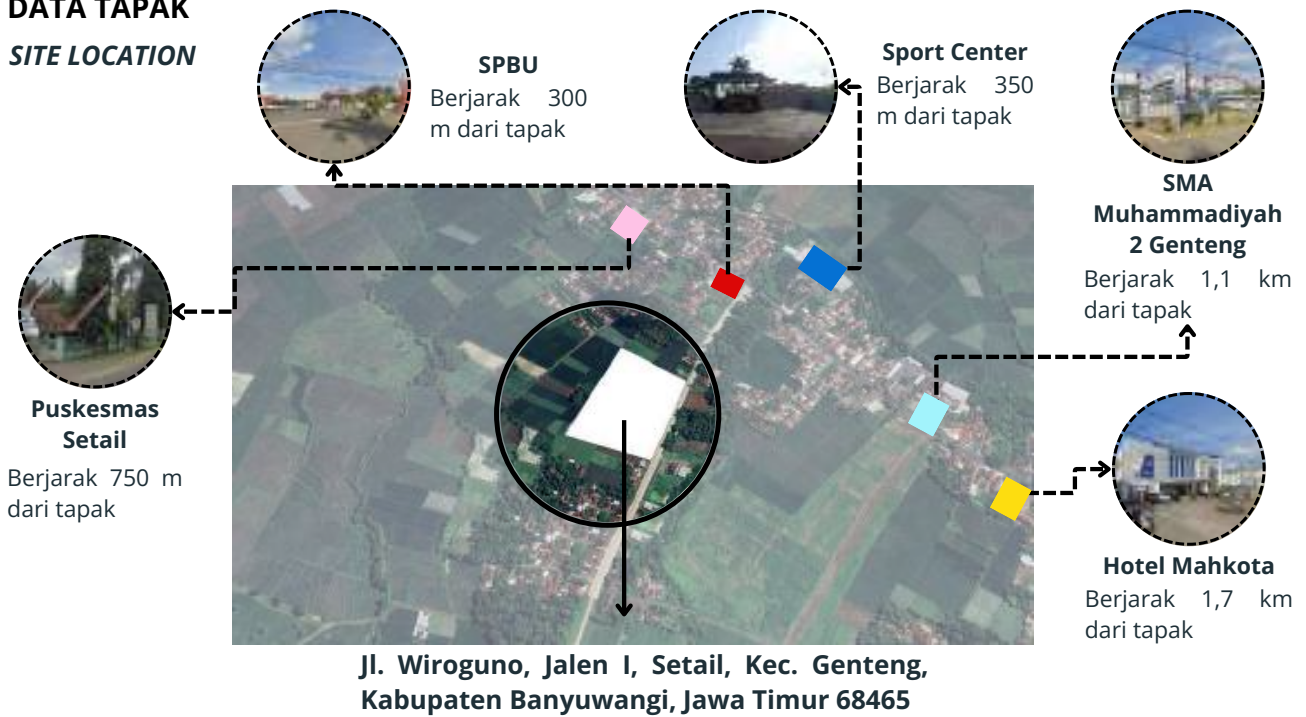 DATA TAPAK
SITE LOCATION
SPBU
Berjarak 300
m dari tapak
Sport Center
Berjarak 350
m dari tapak
SMA
Muhammadiyah
2 Genteng
Berjarak 1,1 km
dari tapak
Puskesmas
Setail
Berjarak 750 m
dari tapak
Hotel Mahkota
Berjarak 1,7 km
dari tapak
Jl. Wiroguno, Jalen I, Setail, Kec. Genteng,
Kabupaten Banyuwangi, Jawa Timur 68465